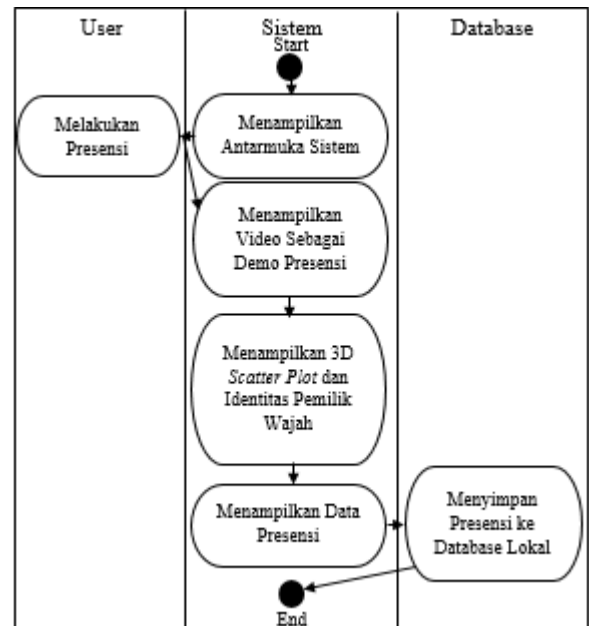 User
Sistem
Database
Start
Menampilkan
Antarmuka Sistem
Melakukan
Presensi
Menampilkan
Video Sebagai
Demo Presensi
Menampilkan 3D
Scatter Plot dan
Identitas Pemilik
Wajah
Menampilkan Data
Presensi
Menyimpan
Presensi ke
Database Lokal
End